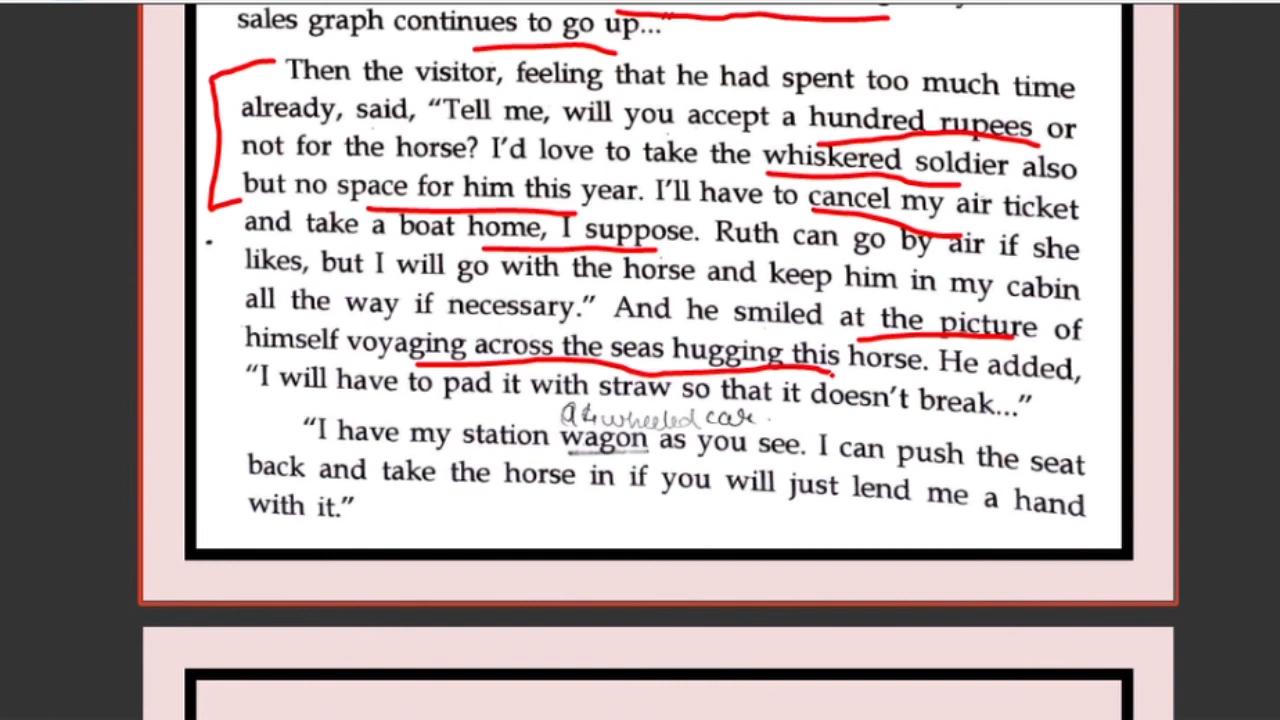 sales graph continues to go up..."
Then the visitor, feeling that he had spent too much time
already, said, "Tell me, will you accept a hundred rupees or
not for the horse? I'd love to take the whiskered soldier also
but no space for him this year. I'll have to cancel my air ticket
and take a boat home, I suppose. Ruth can go by air if she
likes, but I will go with the horse and keep him in my cabin
all the way if necessary." And he smiled at the picture of
himself voyaging across the seas hugging this horse. He added,
"I will have to pad it with straw so that it doesn't break..."
a 4 wheeled car.
"I have my station wagon as you see. I can push the seat
back and take the horse in if you will just lend me a hand
with it."